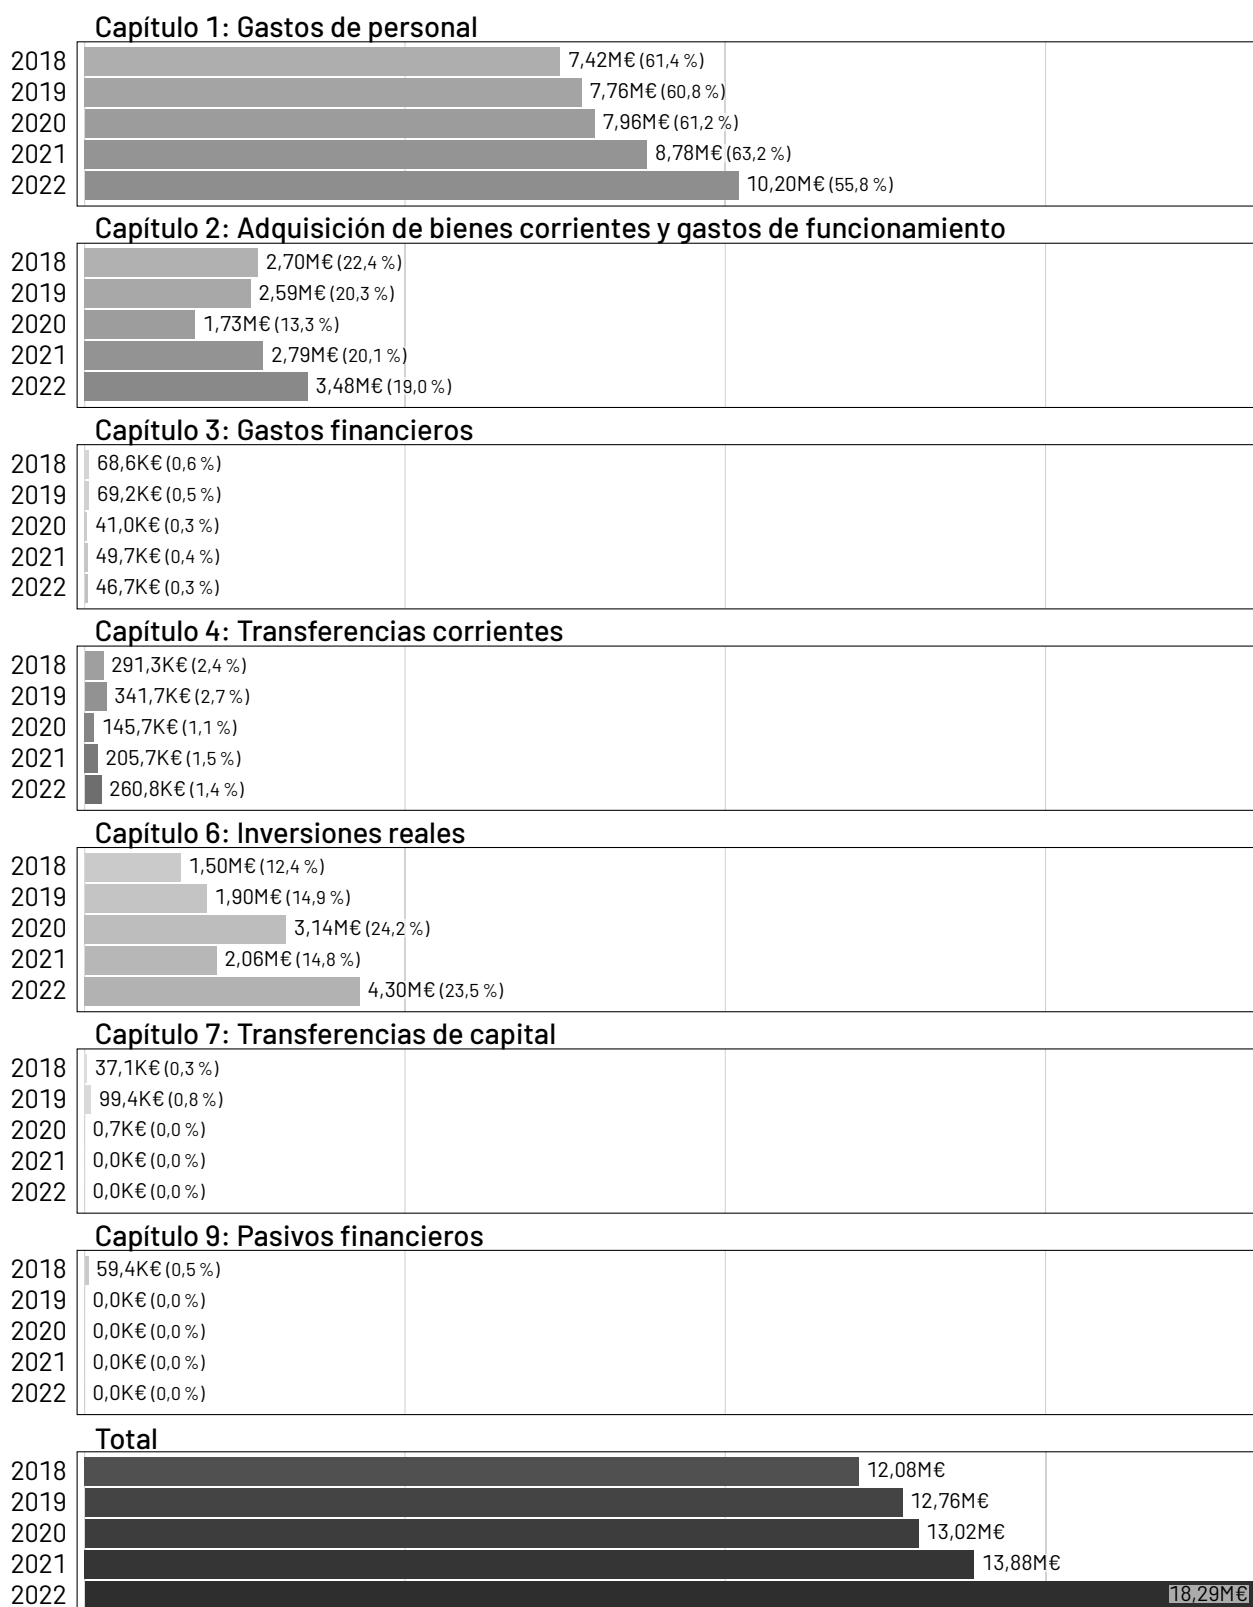 Capítulo 1: Gastos de personal
2018 7,42M€ (61,4 %)
2019 7,76M€ (60,8 %)
2020 7,96M€ (61,2 %)
2021 8,78M€ (63,2 %)
2022 10,20M€ (55,8 %)
Capítulo 2: Adquisición de bienes corrientes y gastos de funcionamiento
2018 2,70M€ (22,4 %)
2019 2,59M€ (20,3 %)
2020 1,73M€ (13,3 %)
2021 2,79M€ (20,1 %)
2022 3,48M€ (19,0 %)
Capítulo 3: Gastos financieros
2018 68,6K€ (0,6 %)
2019 69,2K€ (0,5 %)
2020 41,0K€ (0,3 %)
2021 49,7K€ (0,4 %)
2022 46,7K€ (0,3 %)
Capítulo 4: Transferencias corrientes
2018 291,3K€ (2,4 %)
2019 341,7K€ (2,7 %)
2020 145,7K€ (1,1 %)
2021 205,7K€ (1,5 %)
2022 260,8K€ (1,4 %)
Capítulo 6: Inversiones reales
2018 1,50M€ (12,4 %)
2019 1,90M€ (14,9 %)
2020 3,14M€ (24,2 %)
2021 2,06M€ (14,8 %)
2022 4,30M€ (23,5 %)
Capítulo 7: Transferencias de capital
2018 37,1K€ (0,3 %)
2019 99,4K€ (0,8 %)
2020 0,7K€ (0,0 %)
2021 0,0K€ (0,0 %)
2022 0,0K€ (0,0 %)
Capítulo 9: Pasivos financieros
2018 59,4K€ (0,5 %)
2019 0,0K€ (0,0 %)
2020 0,0K€ (0,0 %)
2021 0,0K€ (0,0 %)
2022 0,0K€ (0,0 %)
Total
2018 12,08M€
2019 12,76M€
2020 13,02M€
2021 13,88M€
2022 18,29M€